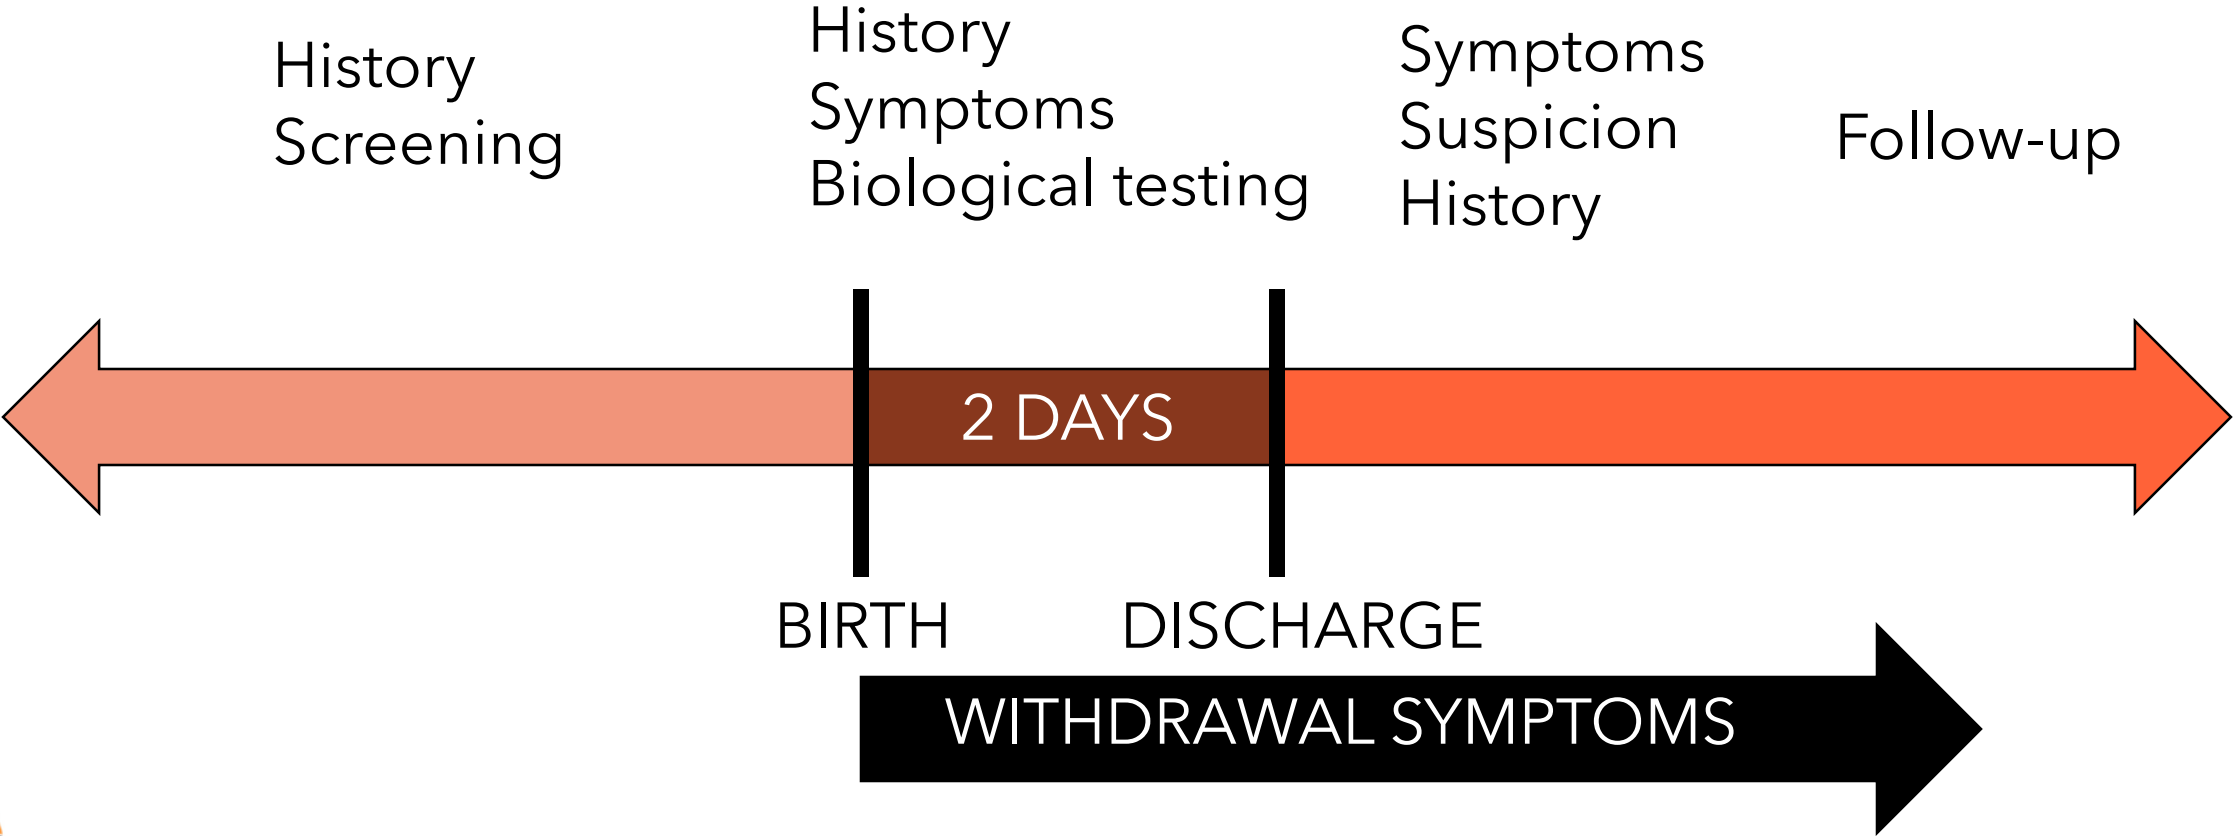 History
Screening
History
Symptoms
Biological testing
Symptoms
Suspicion
History
Follow-up
2 DAYS
BIRTH
DISCHARGE
WITHDRAWAL SYMPTOMS